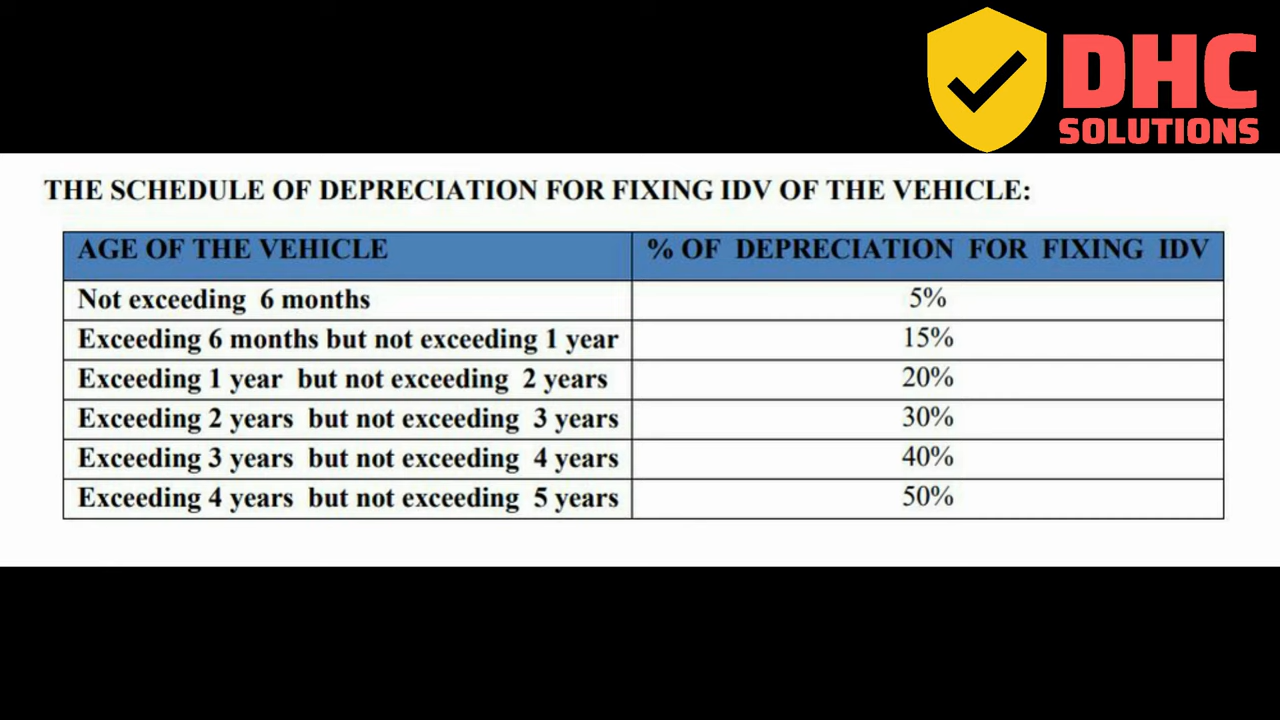 DHC
SOLUTIONS
THE SCHEDULE OF DEPRECIATION FOR FIXING IDV OF THE VEHICLE:
AGE OF THE VEHICLE % OF DEPRECIATION FOR FIXING IDV
Not exceeding 6 months 5%
Exceeding 6 months but not exceeding 1 year 15%
Exceeding 1 year but not exceeding 2 years 20%
Exceeding 2 years but not exceeding 3 years 30%
Exceeding 3 years but not exceeding 4 years 40%
Exceeding 4 years but not exceeding 5 years 50%